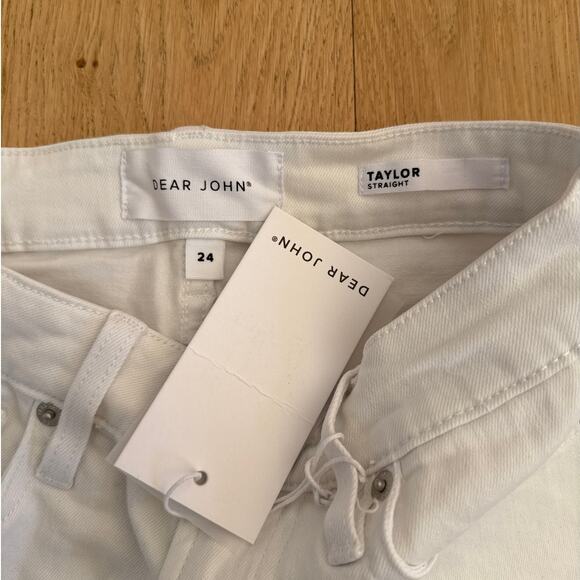 DEAR JOHN®
TAYLOR
STRAIGHT
24
DEAR JOHN®